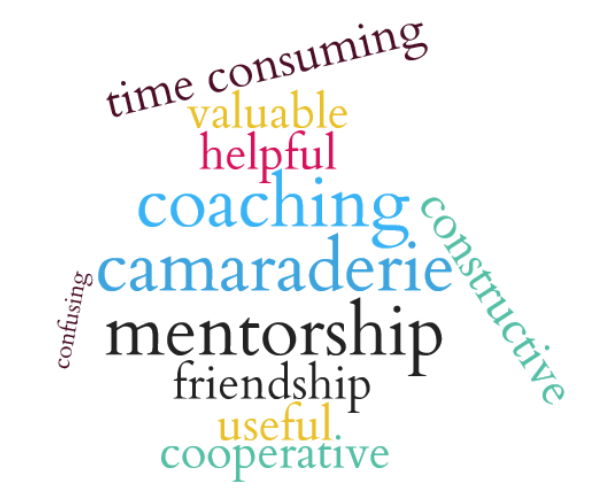 time consuming
valuable
helpful
coaching
constructive
camaraderie
confusing
mentorship
friendship
useful
cooperative